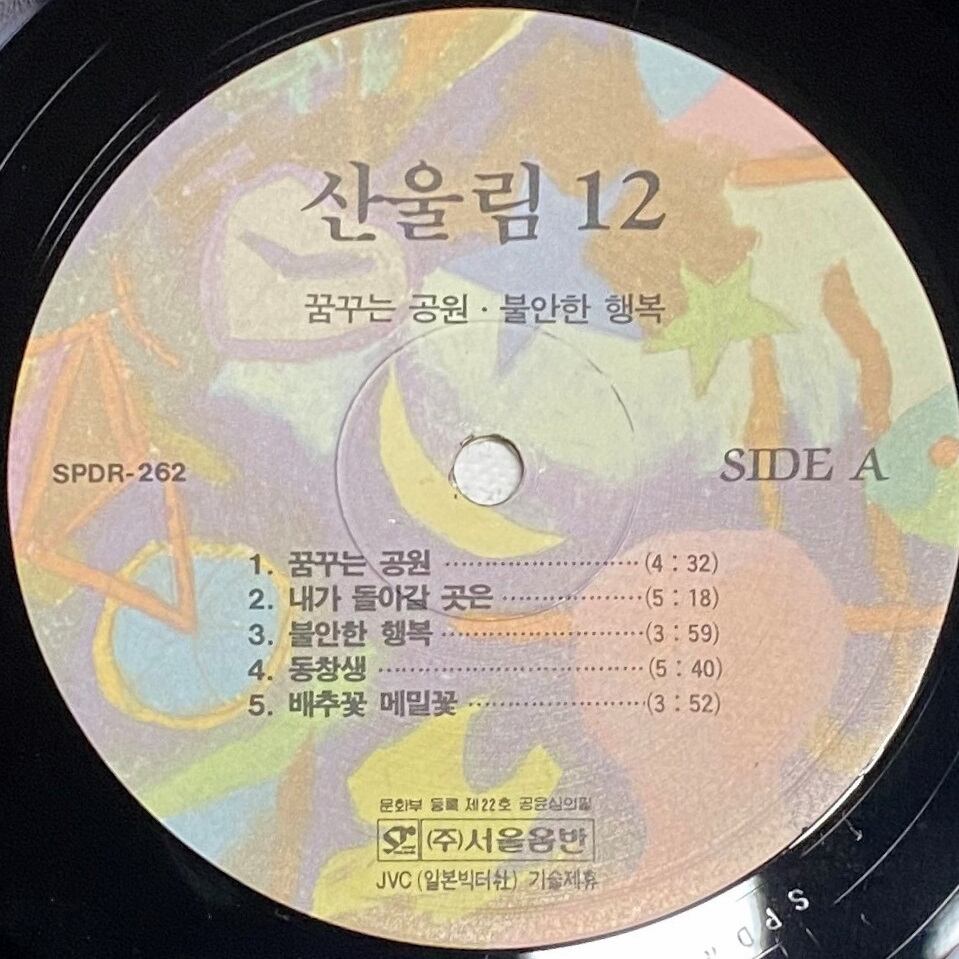 산울림 12
꿈꾸는 공원 · 불안한 행복
SPDR-262
SIDE A
1. 꿈꾸는 공원 (4 : 32)
2. 내가 돌아갈 곳은 (5 : 18)
3. 불안한 행복 (3 : 59)
4. 동창생 (5 : 40)
5. 배추꽃 메밀꽃 (3 : 52)
문화부 등록 제22호 공윤심의필
(주)서울음반
JVC (일본빅터社) 기술제휴
SPD